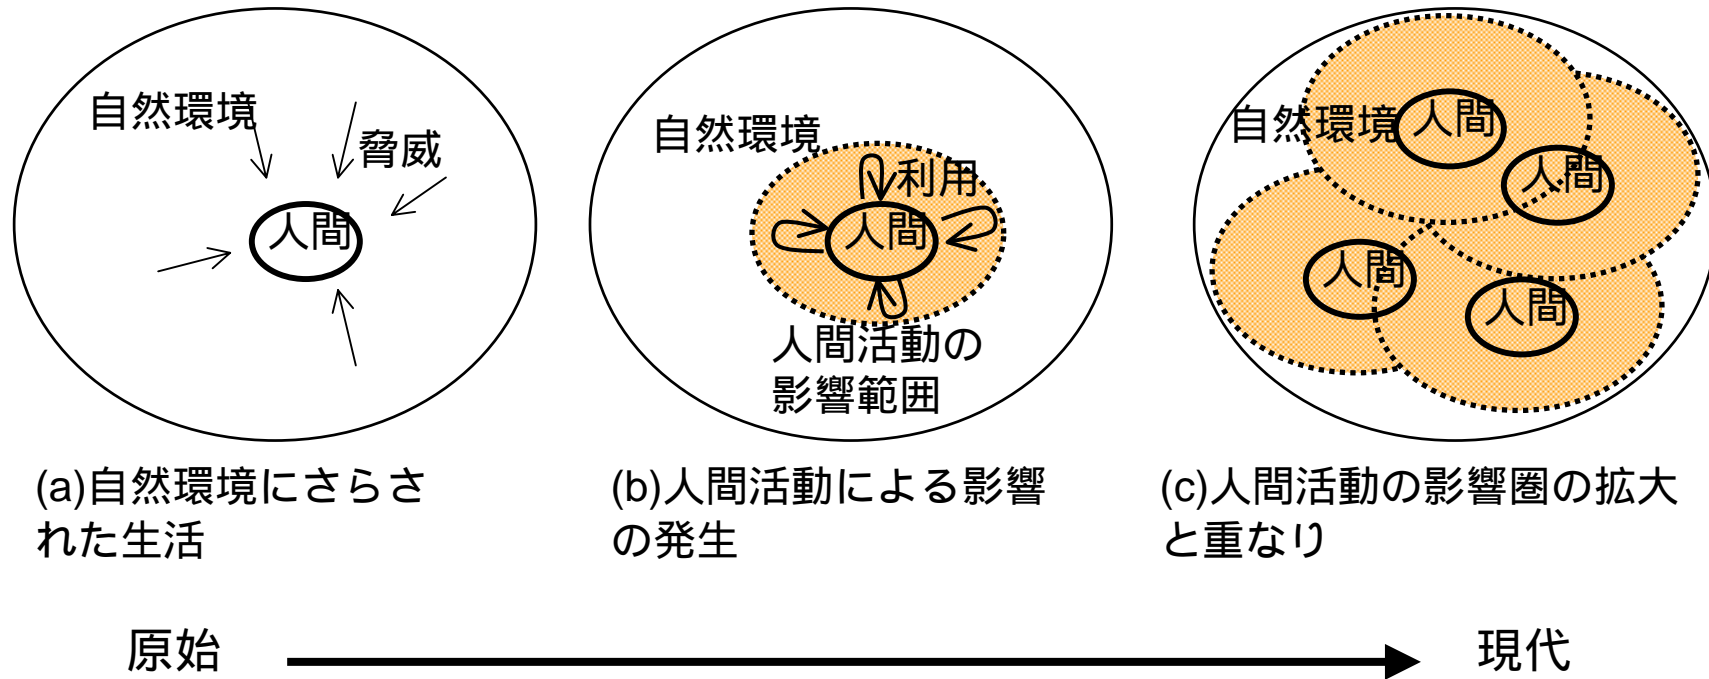 自然環境
脅威
人間
自然環境
利用
人間
人間活動の
影響範囲
自然環境
人間
人間
人間
人間
(a)自然環境にさらさ
れた生活
(b)人間活動による影響
の発生
(c)人間活動の影響圏の拡大
と重なり
原始
現代